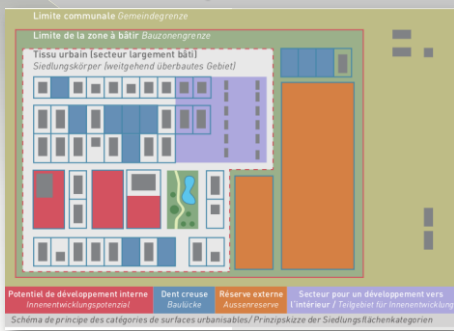 Limite communale Gemeindegrenze
Limite de la zone à bâtir Bauzonengrenze
Tissu urbain (secteur largement bâti)
Siedlungskörper (weitgehend überbautes Gebiet)
Potentiel de développement interne
Innenentwicklungspotenzial
Dent creuse
Baulücke
Réserve externe
Aussenreserve
Secteur pour un développement vers
l'intérieur / Teilgebiet für Innenentwicklung
Schéma de principe des catégories de surfaces urbanisables/ Prinzipskizze der Siedlungsflächenkategorien